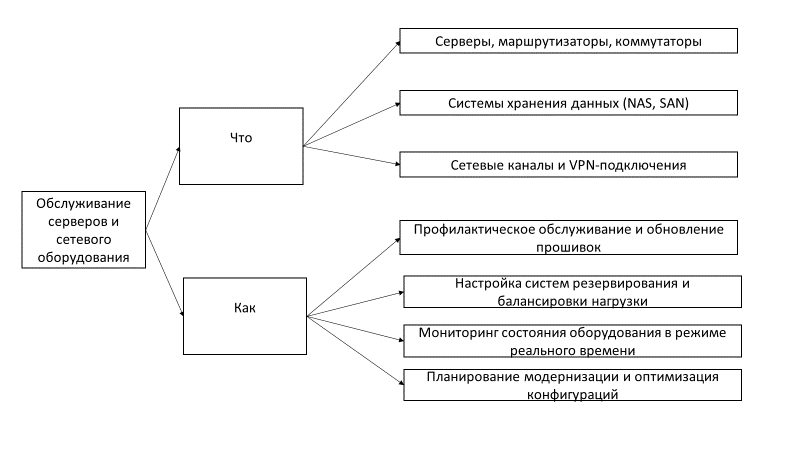 Обслуживание
серверов и
сетевого
оборудования
Что
Серверы, маршрутизаторы, коммутаторы
Системы хранения данных (NAS, SAN)
Сетевые каналы и VPN-подключения
Как
Профилактическое обслуживание и обновление
прошивок
Настройка систем резервирования и
балансировки нагрузки
Мониторинг состояния оборудования в режиме
реального времени
Планирование модернизации и оптимизация
конфигураций